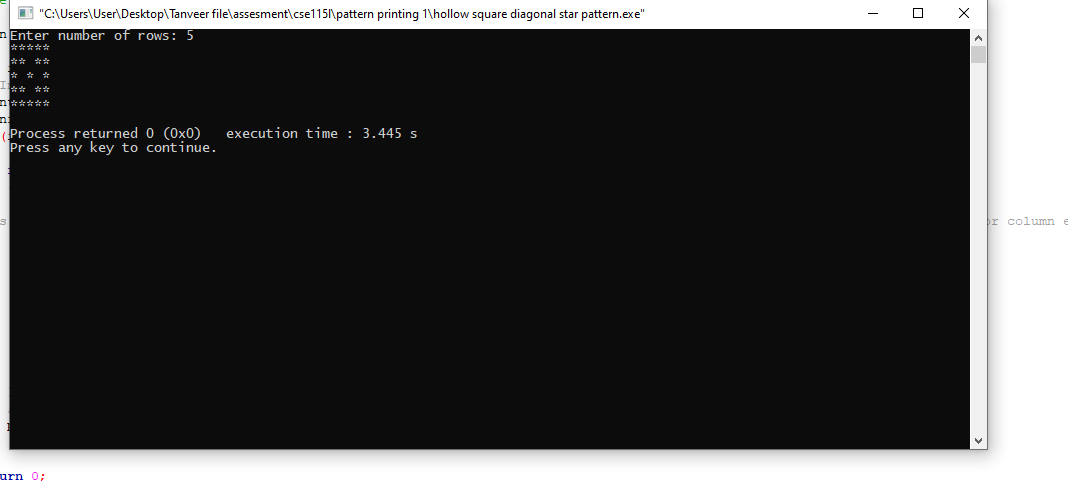 "C:\Users\User\Desktop\Tanveer file\assesment\cse115l\pattern printing 1\hollow square diagonal star pattern.exe"
Enter number of rows: 5
*****
** **
* * *
** **
*****
Process returned 0 (0x0)   execution time : 3.445 s
Press any key to continue.
or column e
urn 0;